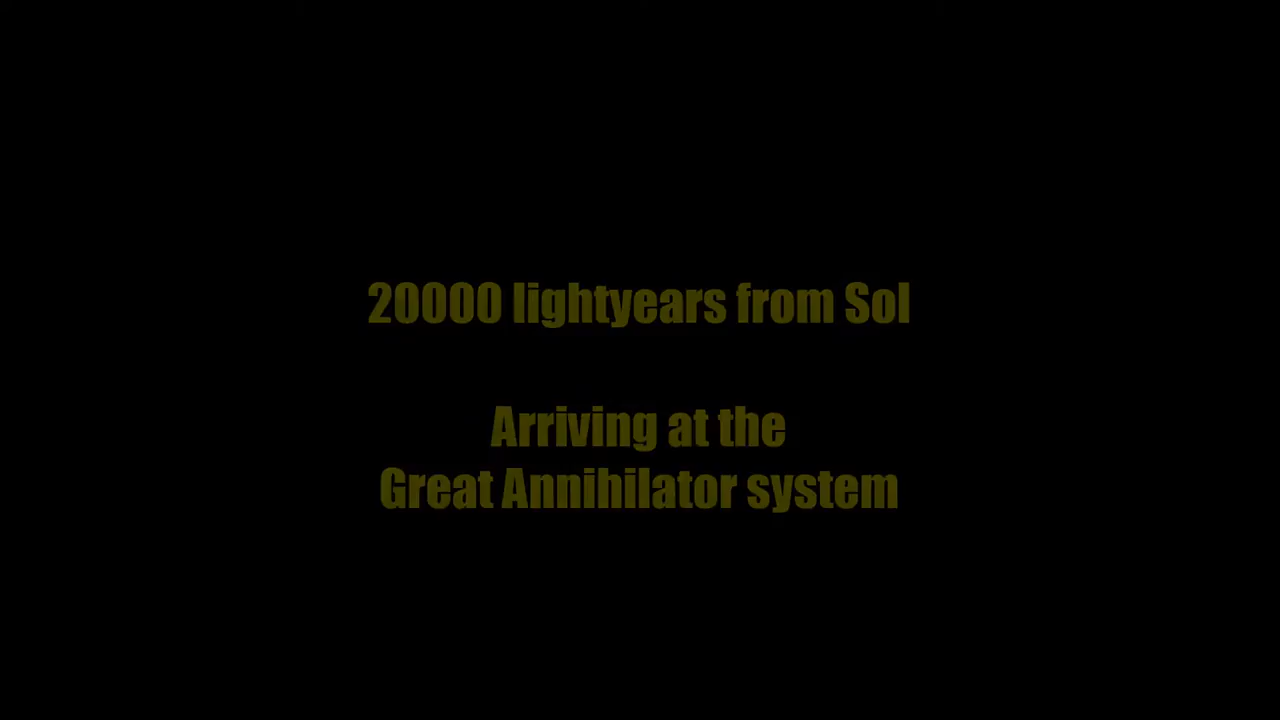 20000 lightyears from Sol
Arriving at the
Great Annihilator system